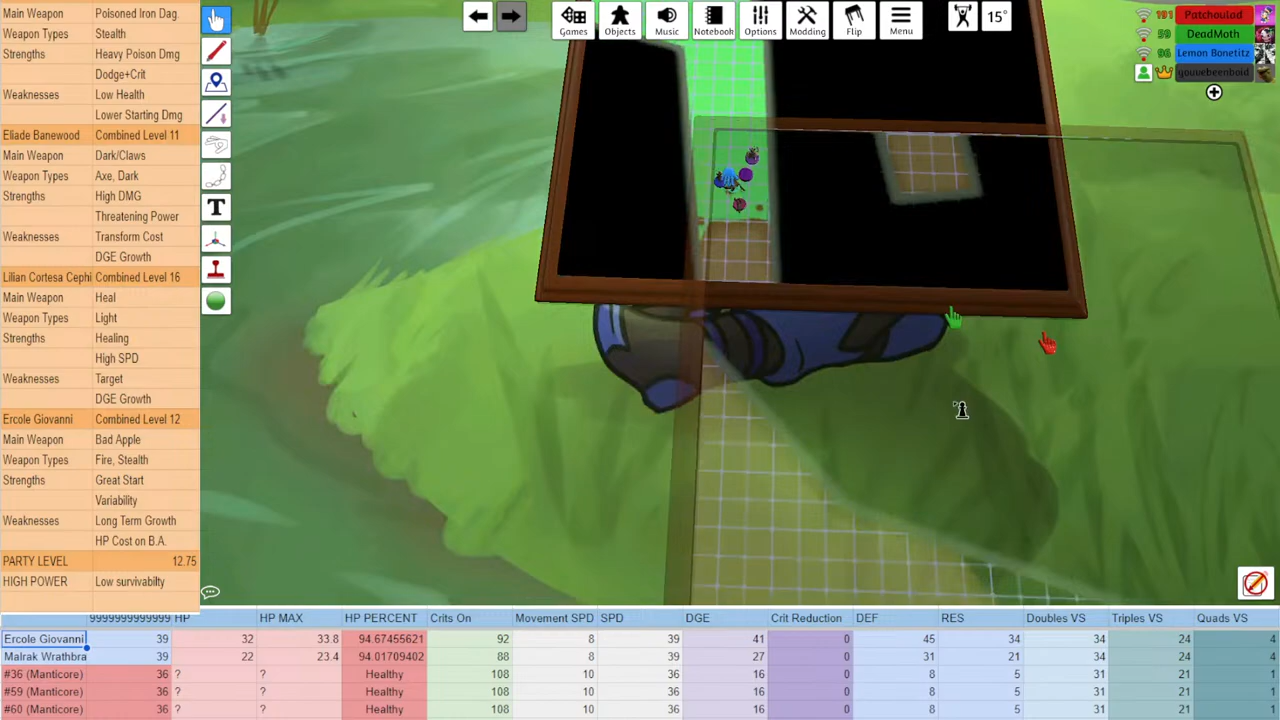 Main Weapon Poisoned Iron Dag.
Weapon Types Stealth
Strengths Heavy Poison Dmg
Dodge+Crit
Weaknesses Low Health
Lower Starting Dmg
Eliade Banewood Combined Level 11
Main Weapon Dark/Claws
Weapon Types Axe, Dark
Strengths High DMG
Threatening Power
Weaknesses Transform Cost
DGE Growth
Lilian Cortesa Cephi Combined Level 16
Main Weapon Heal
Weapon Types Light
Strengths Healing
High SPD
Weaknesses Target
DGE Growth
Ercole Giovanni Combined Level 12
Main Weapon Bad Apple
Weapon Types Fire, Stealth
Strengths Great Start
Variability
Weaknesses Long Term Growth
HP Cost on B.A.
PARTY LEVEL 12.75
HIGH POWER Low survivabilty
Games Objects Music Notebook Options Modding Flip Menu 15°
T
191 Patchoulad
59 DeadMoth
96 Lemon Bonetitz
youvebeenboid
9999999999999 HP HP MAX HP PERCENT Crits On Movement SPD SPD DGE Crit Reduction DEF RES Doubles VS Triples VS Quads VS
Ercole Giovanni 39 32 33.8 94.67455621 92 8 39 41 0 45 34 34 24 4
Malrak Wrathbra 39 22 23.4 94.01709402 88 8 39 27 0 31 21 34 24 4
#36 (Manticore) 36 ? ? Healthy 108 10 36 16 0 8 5 31 21 1
#59 (Manticore) 36 ? ? Healthy 108 10 36 16 0 8 5 31 21 1
#60 (Manticore) 36 ? ? Healthy 108 10 36 16 0 8 5 31 21 1